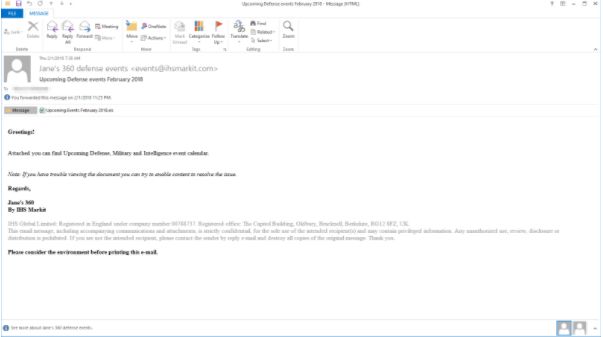 Upcoming Defense events February 2018 - Message (HTML)
FILE MESSAGE
Junk
Delete
Reply
Reply All
Forward
Meeting
More
Move
OneNote
Actions
Mark Unread
Categorize
Follow Up
Translate
Find
Related
Select
Zoom
Delete Respond Move Tags Editing Zoom
Thu 2/1/2018 7:36 AM
Jane's 360 defense events <events@ihsmarkit.com>
Upcoming Defense events February 2018
To
You forwarded this message on 2/1/2018 11:21 PM.
Message Upcoming Events February 2018.xls
Greetings!
Attached you can find Upcoming Defense, Military and Intelligence event calendar.
Note: If you have trouble viewing the document you can try to enable content to resolve the issue.
Regards,
Jane's 360
By IHS Markit
IHS Global Limited: Registered in England under company number 00788737. Registered office: The Capitol Building, Oldbury, Bracknell, Berkshire, RG12 8FZ, UK.
This email message, including accompanying communications and attachments, is strictly confidential, for the sole use of the intended recipient(s) and may contain privileged information. Any unauthorized use, review, disclosure or
distribution is prohibited. If you are not the intended recipient, please contact the sender by reply e-mail and destroy all copies of the original message. Thank you.
Please consider the environment before printing this e-mail.
See more about Jane's 360 defense events.